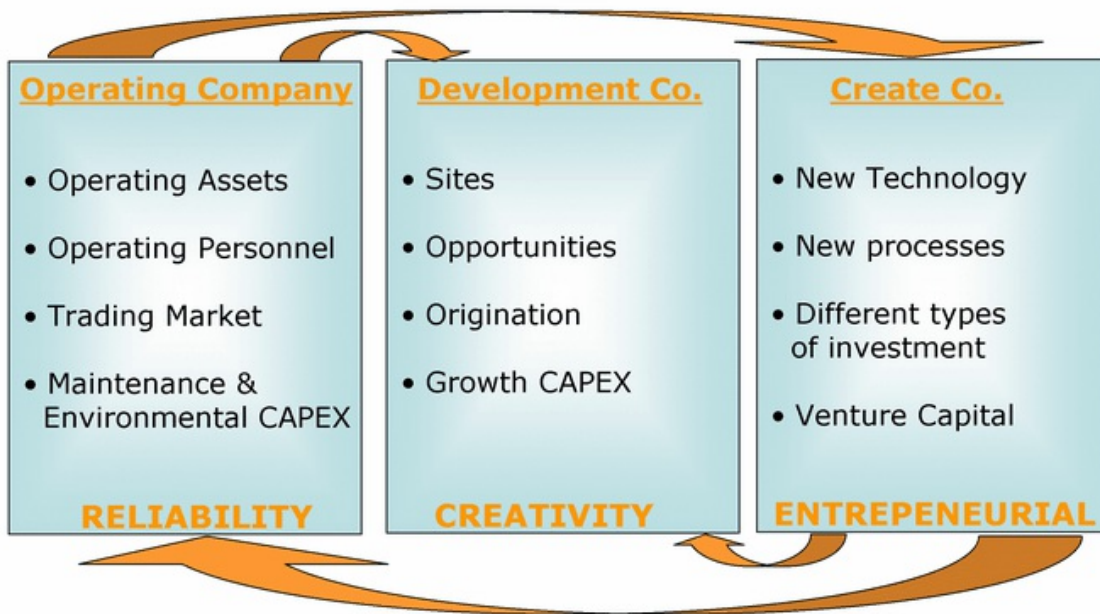 Operating Company
• Operating Assets
• Operating Personnel
• Trading Market
• Maintenance &
Environmental CAPEX
RELIABILITY
Development Co.
• Sites
• Opportunities
• Origination
• Growth CAPEX
CREATIVITY
Create Co.
• New Technology
• New processes
• Different types
of investment
• Venture Capital
ENTREPENEURIAL